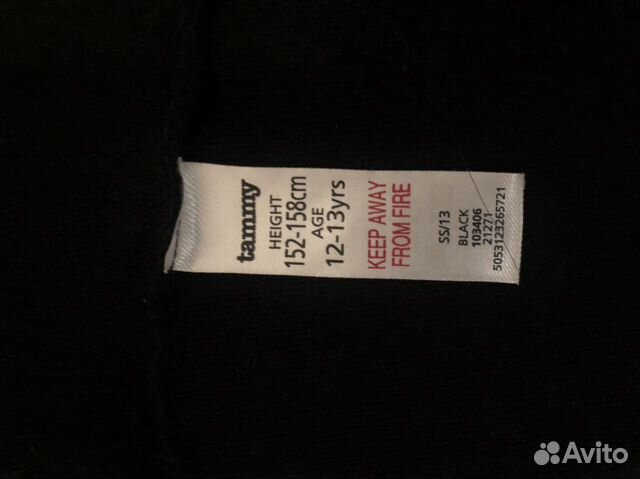 tammy
HEIGHT
152-158cm
AGE
12-13yrs
KEEP AWAY
FROM FIRE
SS/13
BLACK
103406
21271
5053123265721
Avito